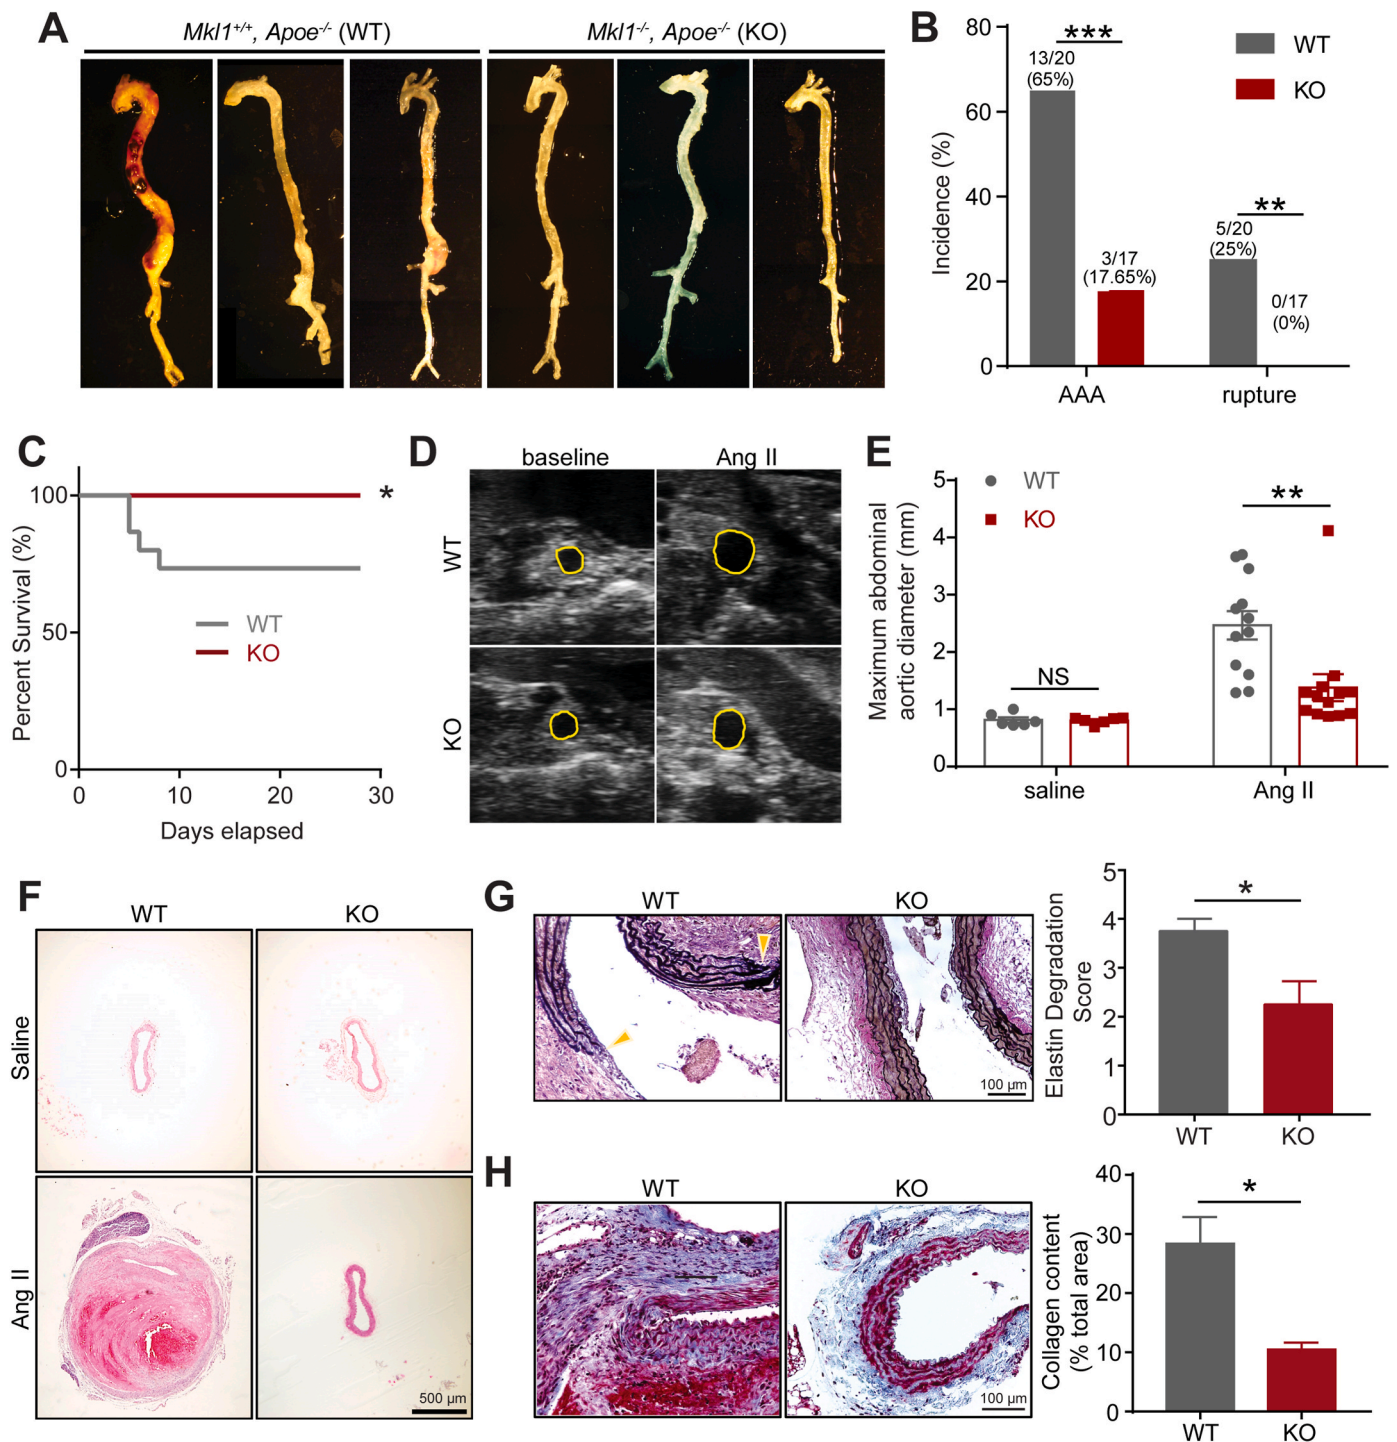 A
Mkl1+/+, Apoe-/- (WT)
Mkl1-/-, Apoe-/- (KO)
B
80
60
40
20
0
Incidence (%)
***
13/20
(65%)
3/17
(17.65%)
**
5/20
(25%)
0/17
(0%)
WT
KO
AAA
rupture
C
100
50
0
Percent Survival (%)
*
WT
KO
0
10
20
30
Days elapsed
D
baseline
Ang II
WT
KO
E
5
4
3
2
1
0
Maximum abdominal
aortic diameter (mm)
WT
KO
NS
**
saline
Ang II
F
WT
KO
Saline
Ang II
500 µm
G
WT
KO
100 µm
5
4
3
2
1
0
Elastin Degradation
Score
*
WT
KO
H
WT
KO
100 µm
40
30
20
10
0
Collagen content
(% total area)
*
WT
KO